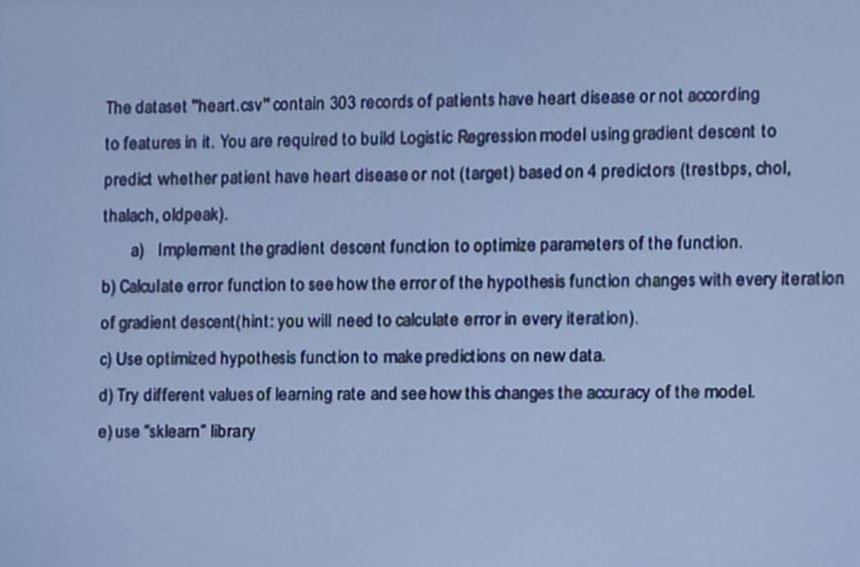 The dataset "heart.csv" contain 303 records of patients have heart disease or not according
to features in it. You are required to build Logistic Regression model using gradient descent to
predict whether patient have heart disease or not (target) based on 4 predictors (trestbps, chol,
thalach, oldpeak).
a) Implement the gradient descent function to optimize parameters of the function.
b) Calculate error function to see how the error of the hypothesis function changes with every iteration
of gradient descent(hint: you will need to calculate error in every iteration).
c) Use optimized hypothesis function to make predictions on new data.
d) Try different values of learning rate and see how this changes the accuracy of the model.
e) use "sklearn" library